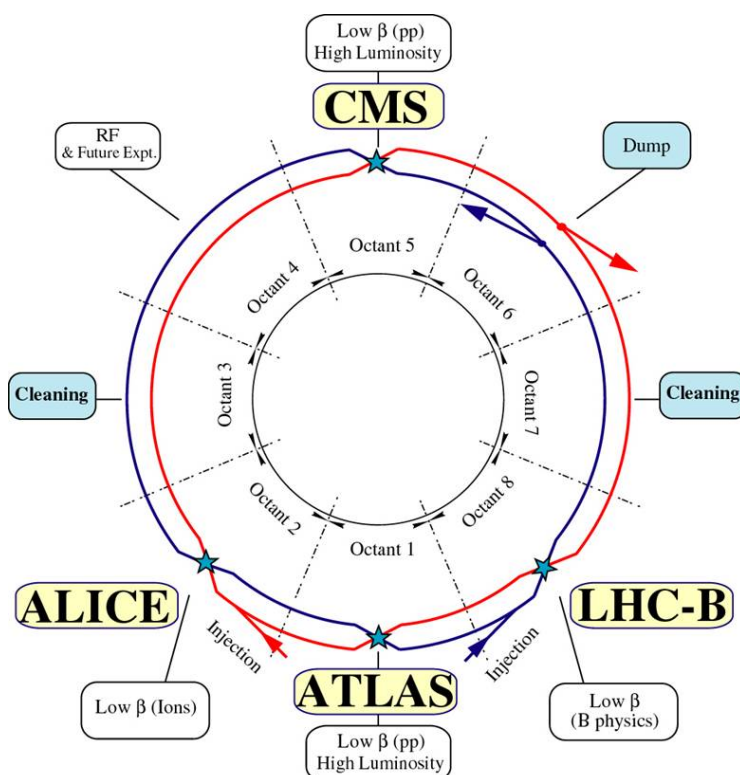 Low β (pp)
High Luminosity
CMS
RF
& Future Expt.
Dump
Octant 5
Octant 4
Octant 6
Cleaning
Octant 3
Octant 7
Cleaning
Octant 2
Octant 8
Octant 1
ALICE
LHC-B
Injection
Injection
ATLAS
Low β (Ions)
Low β
(B physics)
Low β (pp)
High Luminosity